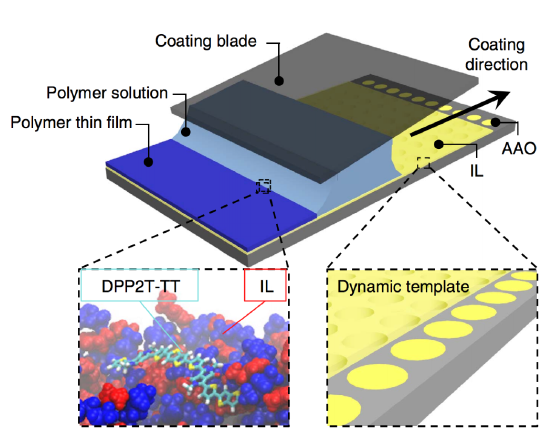 Coating blade
Coating
direction
Polymer solution
Polymer thin film
AAO
IL
DPP2T-TT
IL
Dynamic template